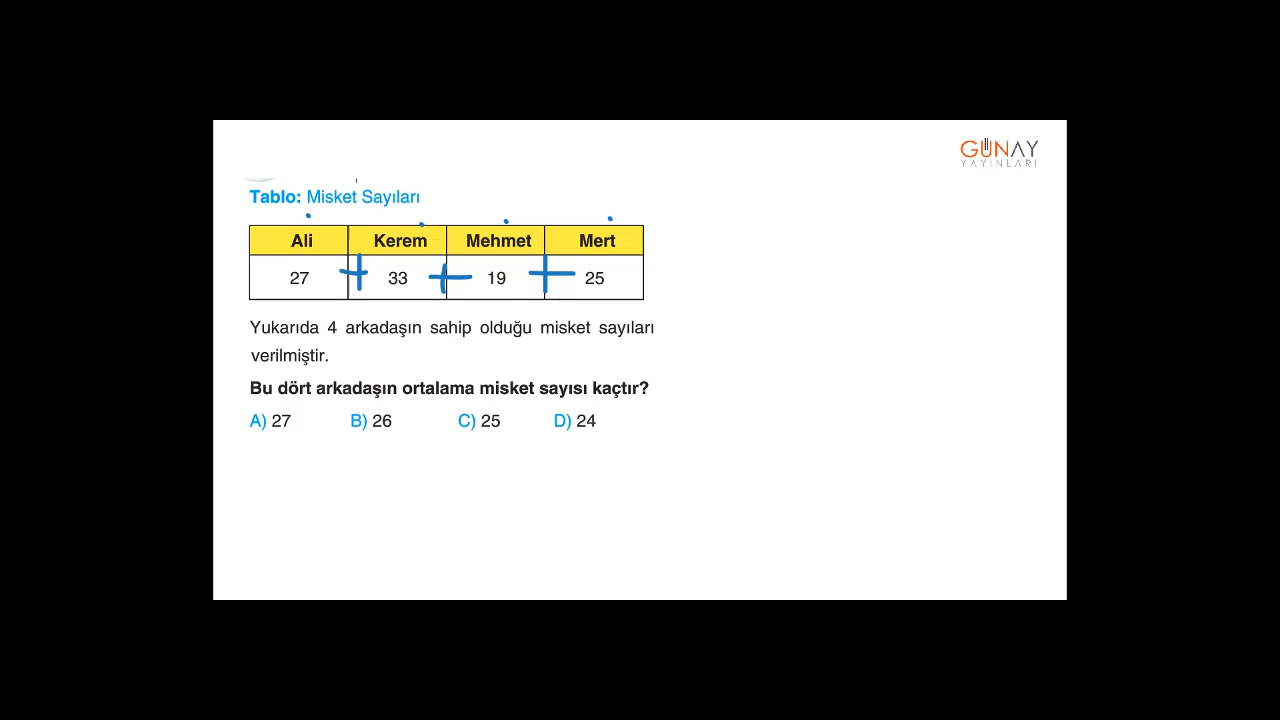 GÜNAY
YAYINLARI
Tablo: Misket Sayıları
Ali Kerem Mehmet Mert
27 + 33 + 19 + 25
Yukarıda 4 arkadaşın sahip olduğu misket sayıları
verilmiştir.
Bu dört arkadaşın ortalama misket sayısı kaçtır?
A) 27 B) 26 C) 25 D) 24